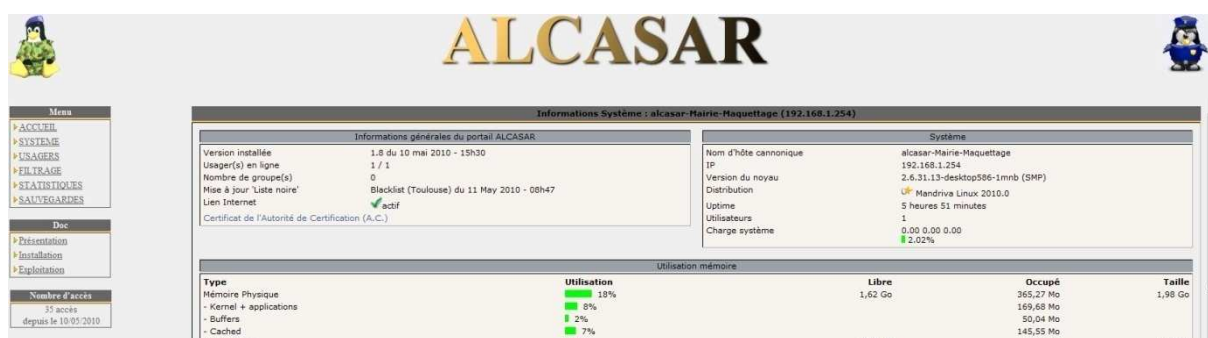 ALCASAR
Menu
ACCUEIL
SYSTEME
USAGERS
FILTRAGE
STATISTIQUES
SAUVEGARDES
Doc
Présentation
Installation
Exploitation
Nombre d'accès
35 accès
depuis le 10/05/2010
Informations Système : alcasar-Mairie-Maquettage (192.168.1.254)
Informations générales du portail ALCASAR
Version installée 1.8 du 10 mai 2010 - 15h30
Usager(s) en ligne 1 / 1
Nombre de groupe(s) 0
Mise à jour 'Liste noire' Blacklist (Toulouse) du 11 May 2010 - 08h47
Lien Internet actif
Certificat de l'Autorité de Certification (A.C.)
Système
Nom d'hôte cannonique alcasar-Mairie-Maquettage
IP 192.168.1.254
Version du noyau 2.6.31.13-desktop586-1mnb (SMP)
Distribution Mandriva Linux 2010.0
Uptime 5 heures 51 minutes
Utilisateurs 1
Charge système 0.00 0.00 0.00
2.02%
Utilisation mémoire
Type Utilisation Libre Occupé Taille
Mémoire Physique 18% 1,62 Go 365,27 Mo 1,98 Go
- Kernel + applications 8% 169,68 Mo
- Buffers 2% 50,04 Mo
- Cached 7% 145,55 Mo